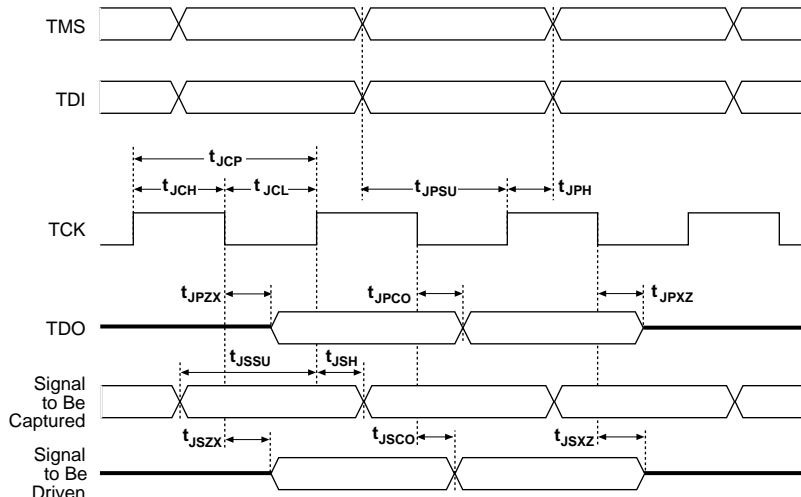 TMS
TDI
tJCP
tJCH
tJCL
tJPSU
tJPH
TCK
tJPZX
tJPCO
tJPXZ
TDO
tJSSU
tJSH
Signal
to Be
Captured
tJSZX
tJSCO
tJSXZ
Signal
to Be
Driven